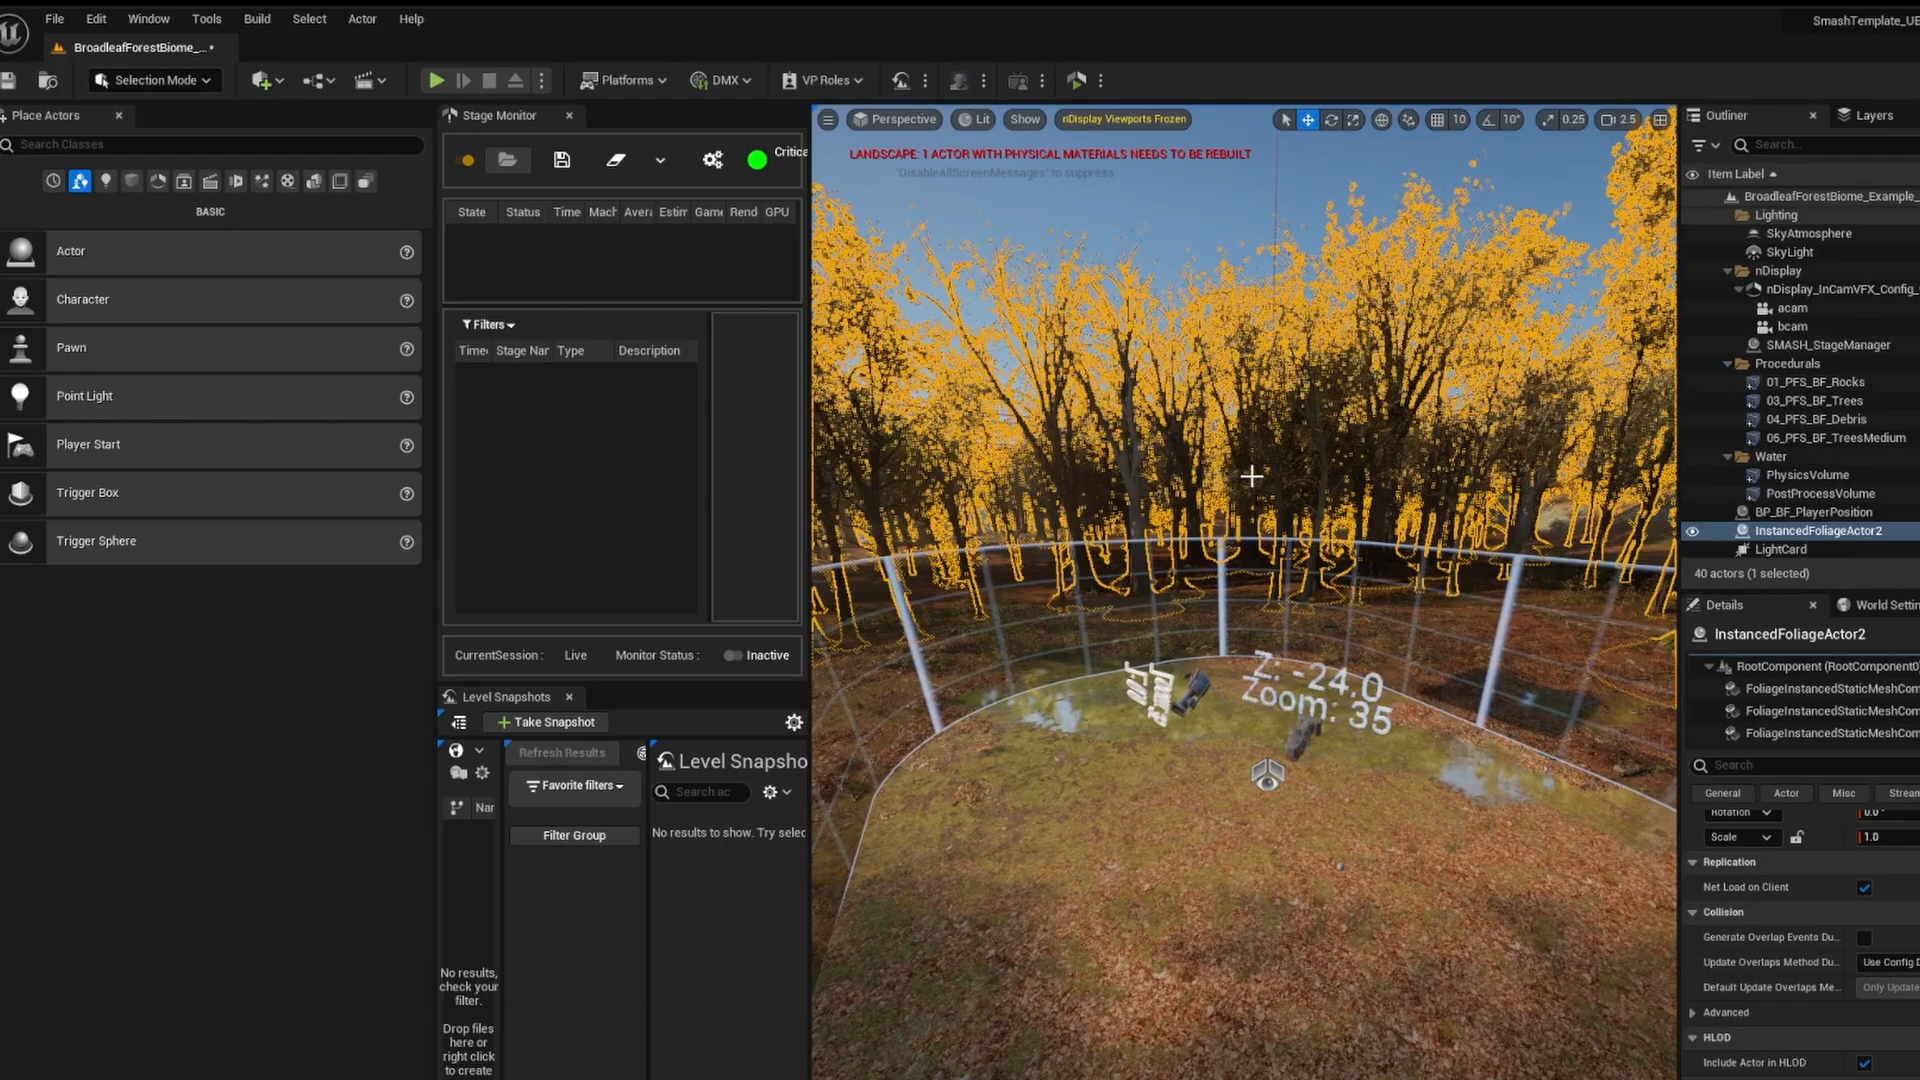 File Edit Window Tools Build Select Actor Help
SmashTemplate_UE
BroadleafForestBiome_... •
Selection Mode
Platforms
DMX
VP Roles
Place Actors
Search Classes
BASIC
Actor
Character
Pawn
Point Light
Player Start
Trigger Box
Trigger Sphere
Stage Monitor
Critica
State Status Time Mach Avera Estim Game Rend GPU
Filters
Timec Stage Nar Type Description
CurrentSession : Live Monitor Status : Inactive
Level Snapshots
Take Snapshot
Refresh Results
Favorite filters
Filter Group
Nar
No results,
check your
filter.
Drop files
here or
right click
to create
Level Snapsho
Search ac
No results to show. Try selec
Perspective Lit Show nDisplay Viewports Frozen
10 10° 0.25 2.5
LANDSCAPE: 1 ACTOR WITH PHYSICAL MATERIALS NEEDS TO BE REBUILT
'DisableAllScreenMessages' to suppress
Z: -24.0
Zoom: 35
Outliner Layers
Search...
Item Label
BroadleafForestBiome_Example_
Lighting
SkyAtmosphere
SkyLight
nDisplay
nDisplay_InCamVFX_Config_
acam
bcam
SMASH_StageManager
Procedurals
01_PFS_BF_Rocks
03_PFS_BF_Trees
04_PFS_BF_Debris
05_PFS_BF_TreesMedium
Water
PhysicsVolume
PostProcessVolume
BP_BF_PlayerPosition
InstancedFoliageActor2
LightCard
40 actors (1 selected)
Details World Settin
InstancedFoliageActor2
RootComponent (RootComponent0)
FoliageInstancedStaticMeshCom
FoliageInstancedStaticMeshCom
FoliageInstancedStaticMeshCom
Search
General Actor Misc Stream
Rotation 0.0°
Scale 1.0
Replication
Net Load on Client
Collision
Generate Overlap Events Du...
Update Overlaps Method Du... Use Config D
Default Update Overlaps Me... Only Update
Advanced
HLOD
Include Actor in HLOD